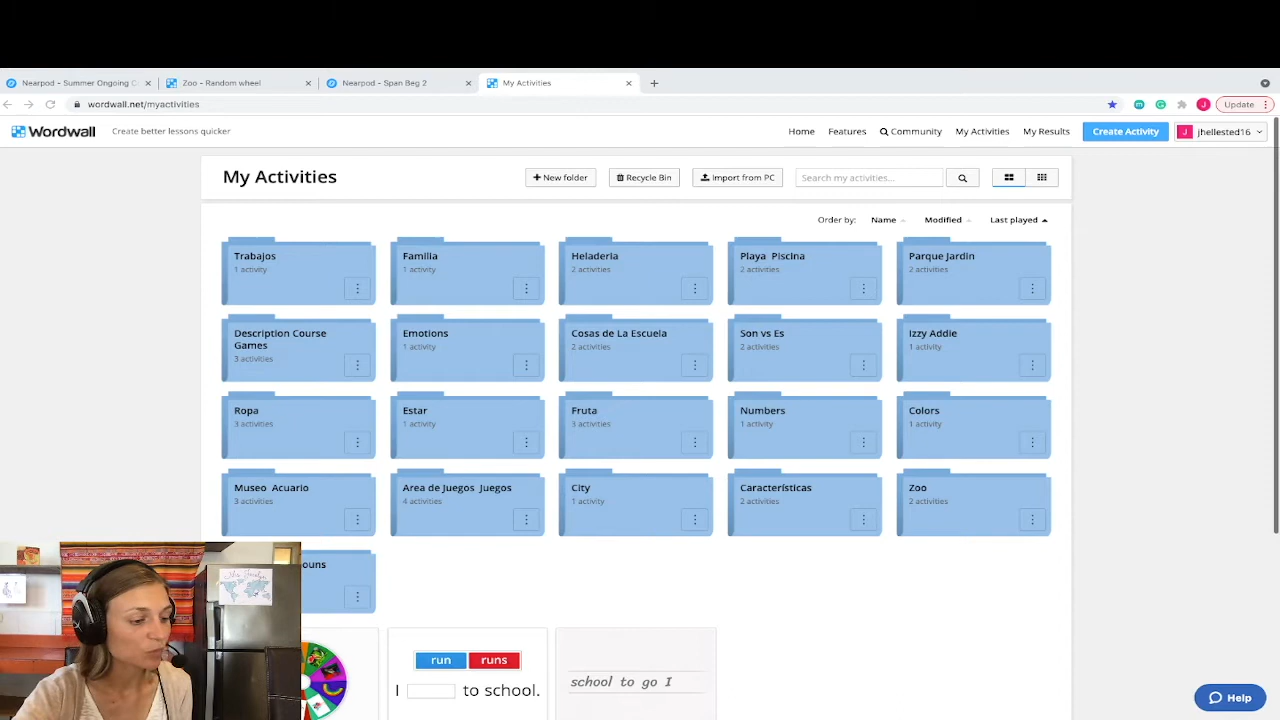 Nearpod – Summer Ongoing C
Zoo - Random wheel
Nearpod – Span Beg 2
My Activities
wordwall.net/myactivities
J
Update
Wordwall
Create better lessons quicker
Home
Features
Community
My Activities
My Results
Create Activity
J
jhellested16
My Activities
New folder
Recycle Bin
Import from PC
Search my activities...
Order by:
Name
Modified
Last played
Trabajos
1 activity
Familia
1 activity
Heladeria
2 activities
Playa Piscina
2 activities
Parque Jardin
2 activities
Description Course
Games
3 activities
Emotions
1 activity
Cosas de La Escuela
2 activities
Son vs Es
2 activities
Izzy Addie
1 activity
Ropa
3 activities
Estar
1 activity
Fruta
3 activities
Numbers
1 activity
Colors
1 activity
Museo Acuario
3 activities
Area de Juegos Juegos
4 activities
City
1 activity
Características
2 activities
Zoo
2 activities
ouns
run
runs
I to school.
school to go I
Help